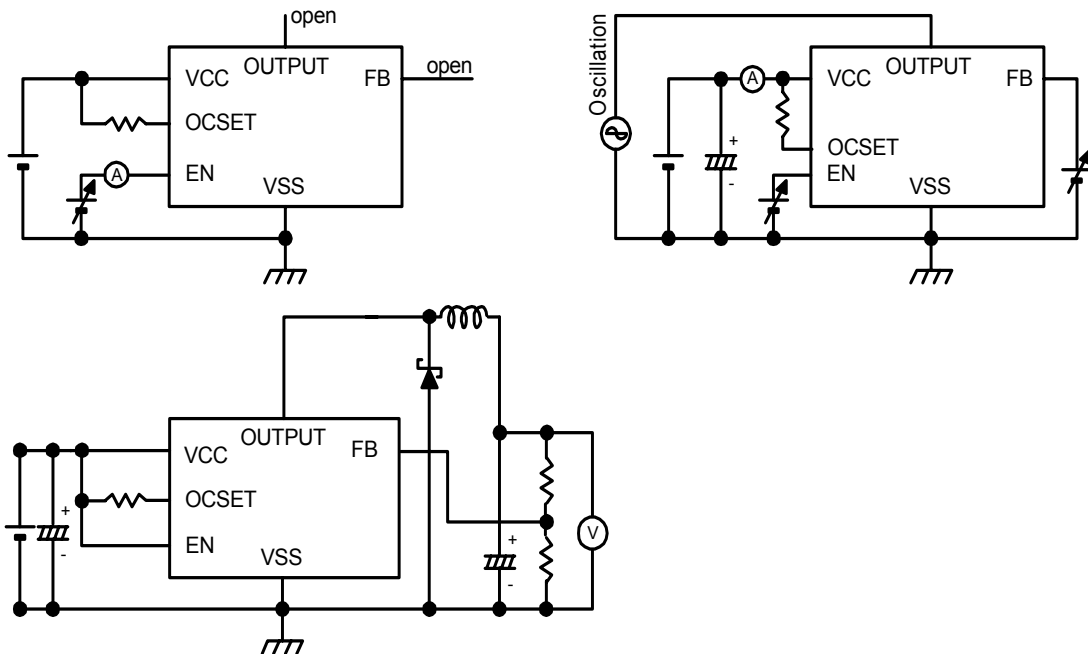 open
OUTPUT
VCC
FB
open
OCSET
EN
A
VSS
Oscillation
A
OUTPUT
VCC
FB
+
-
OCSET
EN
VSS
OUTPUT
VCC
FB
OCSET
+
-
EN
VSS
+
-
V